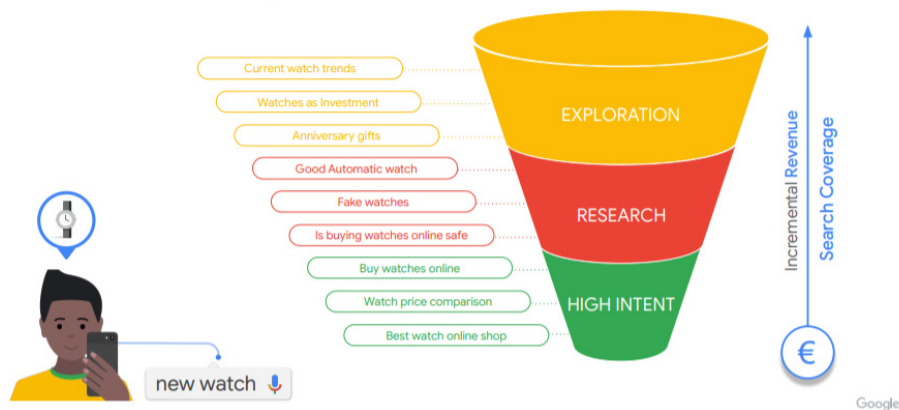 Current watch trends
Watches as Investment
Anniversary gifts
Good Automatic watch
Fake watches
Is buying watches online safe
Buy watches online
Watch price comparison
Best watch online shop
EXPLORATION
RESEARCH
HIGH INTENT
Incremental Revenue
Search Coverage
€
new watch
Google